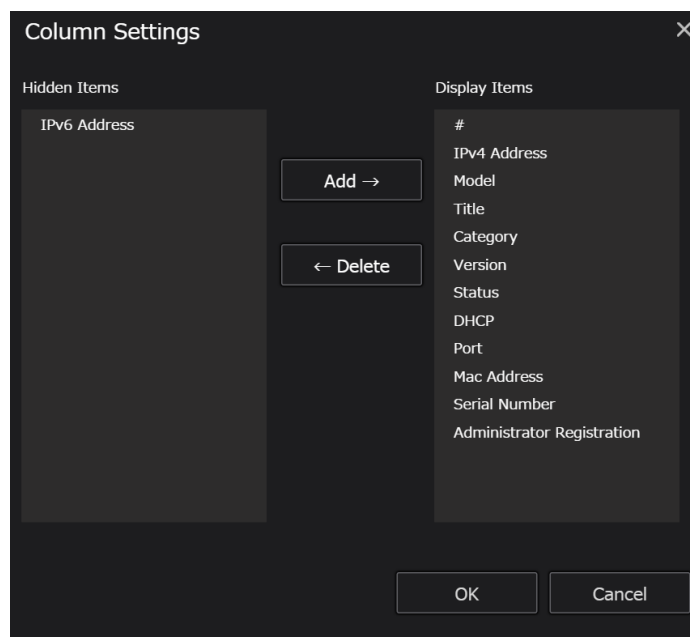 Column Settings
×
Hidden Items
IPv6 Address
Add →
← Delete
Display Items
#
IPv4 Address
Model
Title
Category
Version
Status
DHCP
Port
Mac Address
Serial Number
Administrator Registration
OK
Cancel